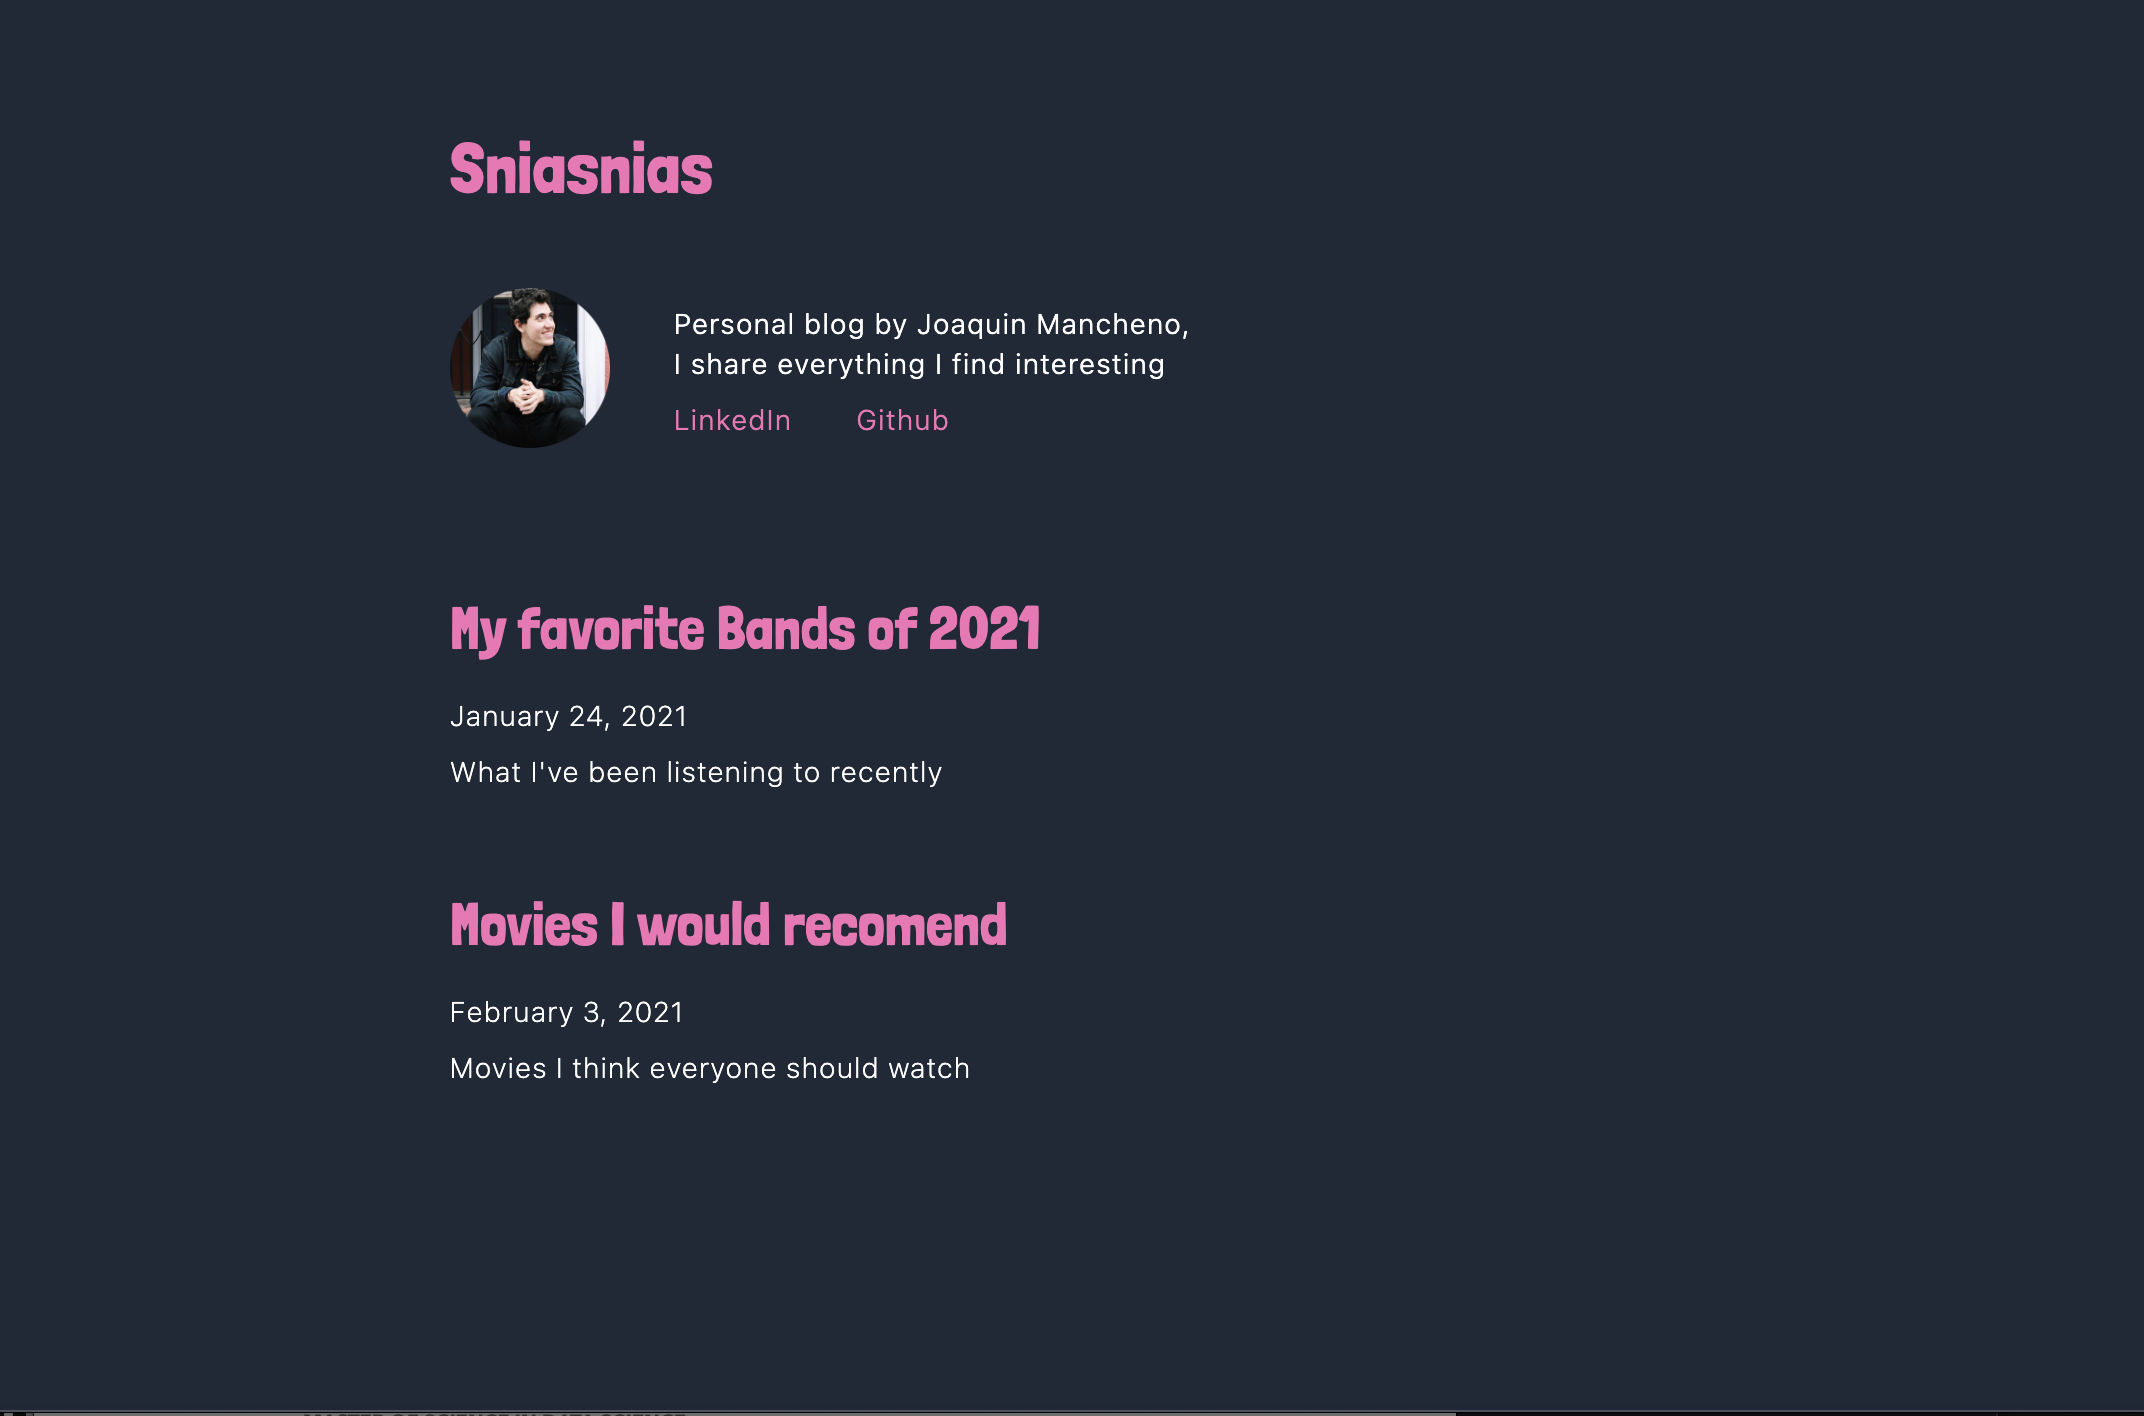 Sniasnias
Personal blog by Joaquin Mancheno,
I share everything I find interesting
LinkedIn Github
My favorite Bands of 2021
January 24, 2021
What I've been listening to recently
Movies I would recomend
February 3, 2021
Movies I think everyone should watch